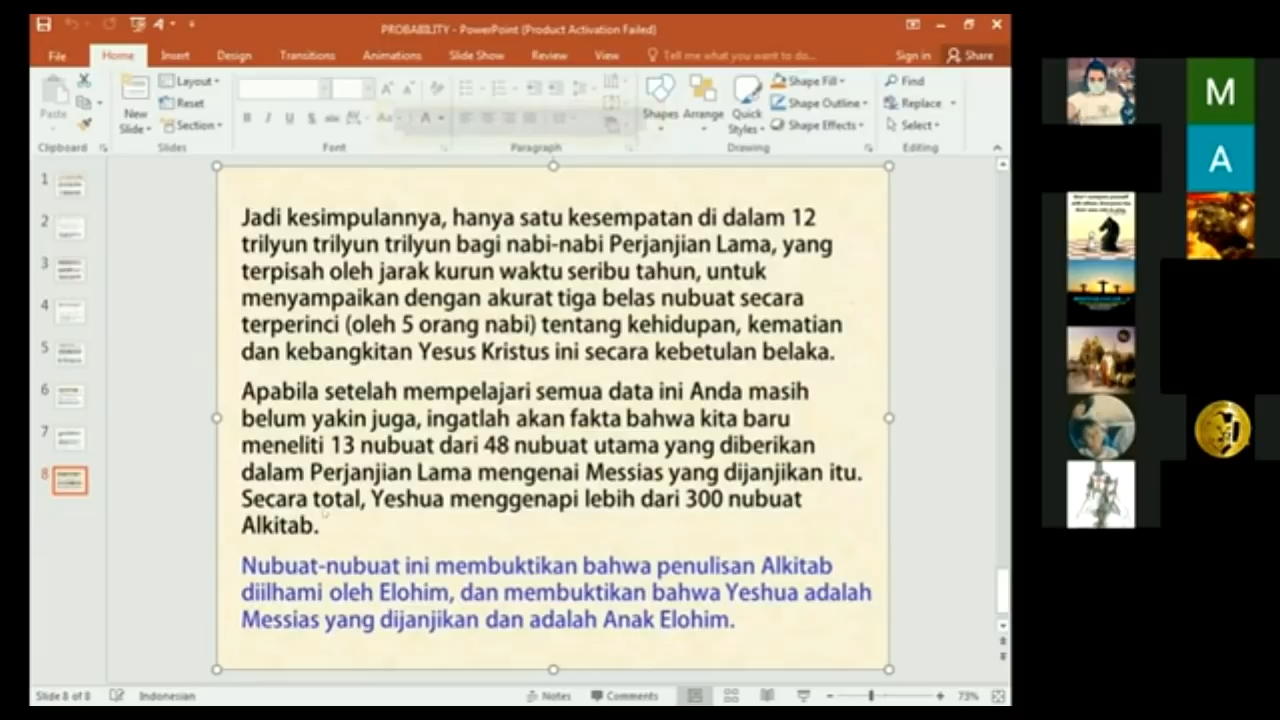 PROBABILITY - PowerPoint (Product Activation Failed)
File Home Insert Design Transitions Animations Slide Show Review View Tell me what you want to do... Sign in Share
Paste New Slide Layout Reset Section Shapes Arrange Quick Styles Shape Fill Shape Outline Shape Effects Find Replace Select
Clipboard Slides Font Paragraph Drawing Editing
1
2
3
4
5
6
7
8
Jadi kesimpulannya, hanya satu kesempatan di dalam 12
trilyun trilyun trilyun bagi nabi-nabi Perjanjian Lama, yang
terpisah oleh jarak kurun waktu seribu tahun, untuk
menyampaikan dengan akurat tiga belas nubuat secara
terperinci (oleh 5 orang nabi) tentang kehidupan, kematian
dan kebangkitan Yesus Kristus ini secara kebetulan belaka.
Apabila setelah mempelajari semua data ini Anda masih
belum yakin juga, ingatlah akan fakta bahwa kita baru
meneliti 13 nubuat dari 48 nubuat utama yang diberikan
dalam Perjanjian Lama mengenai Messias yang dijanjikan itu.
Secara total, Yeshua menggenapi lebih dari 300 nubuat
Alkitab.
Nubuat-nubuat ini membuktikan bahwa penulisan Alkitab
diilhami oleh Elohim, dan membuktikan bahwa Yeshua adalah
Messias yang dijanjikan dan adalah Anak Elohim.
Slide 8 of 8 Indonesian Notes Comments 73%
M
A